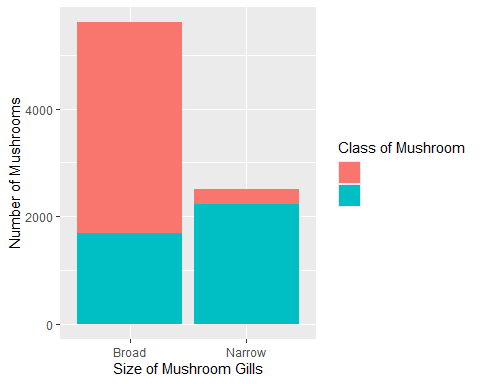 4000
2000
0
Number of Mushrooms
Broad
Narrow
Size of Mushroom Gills
Class of Mushroom